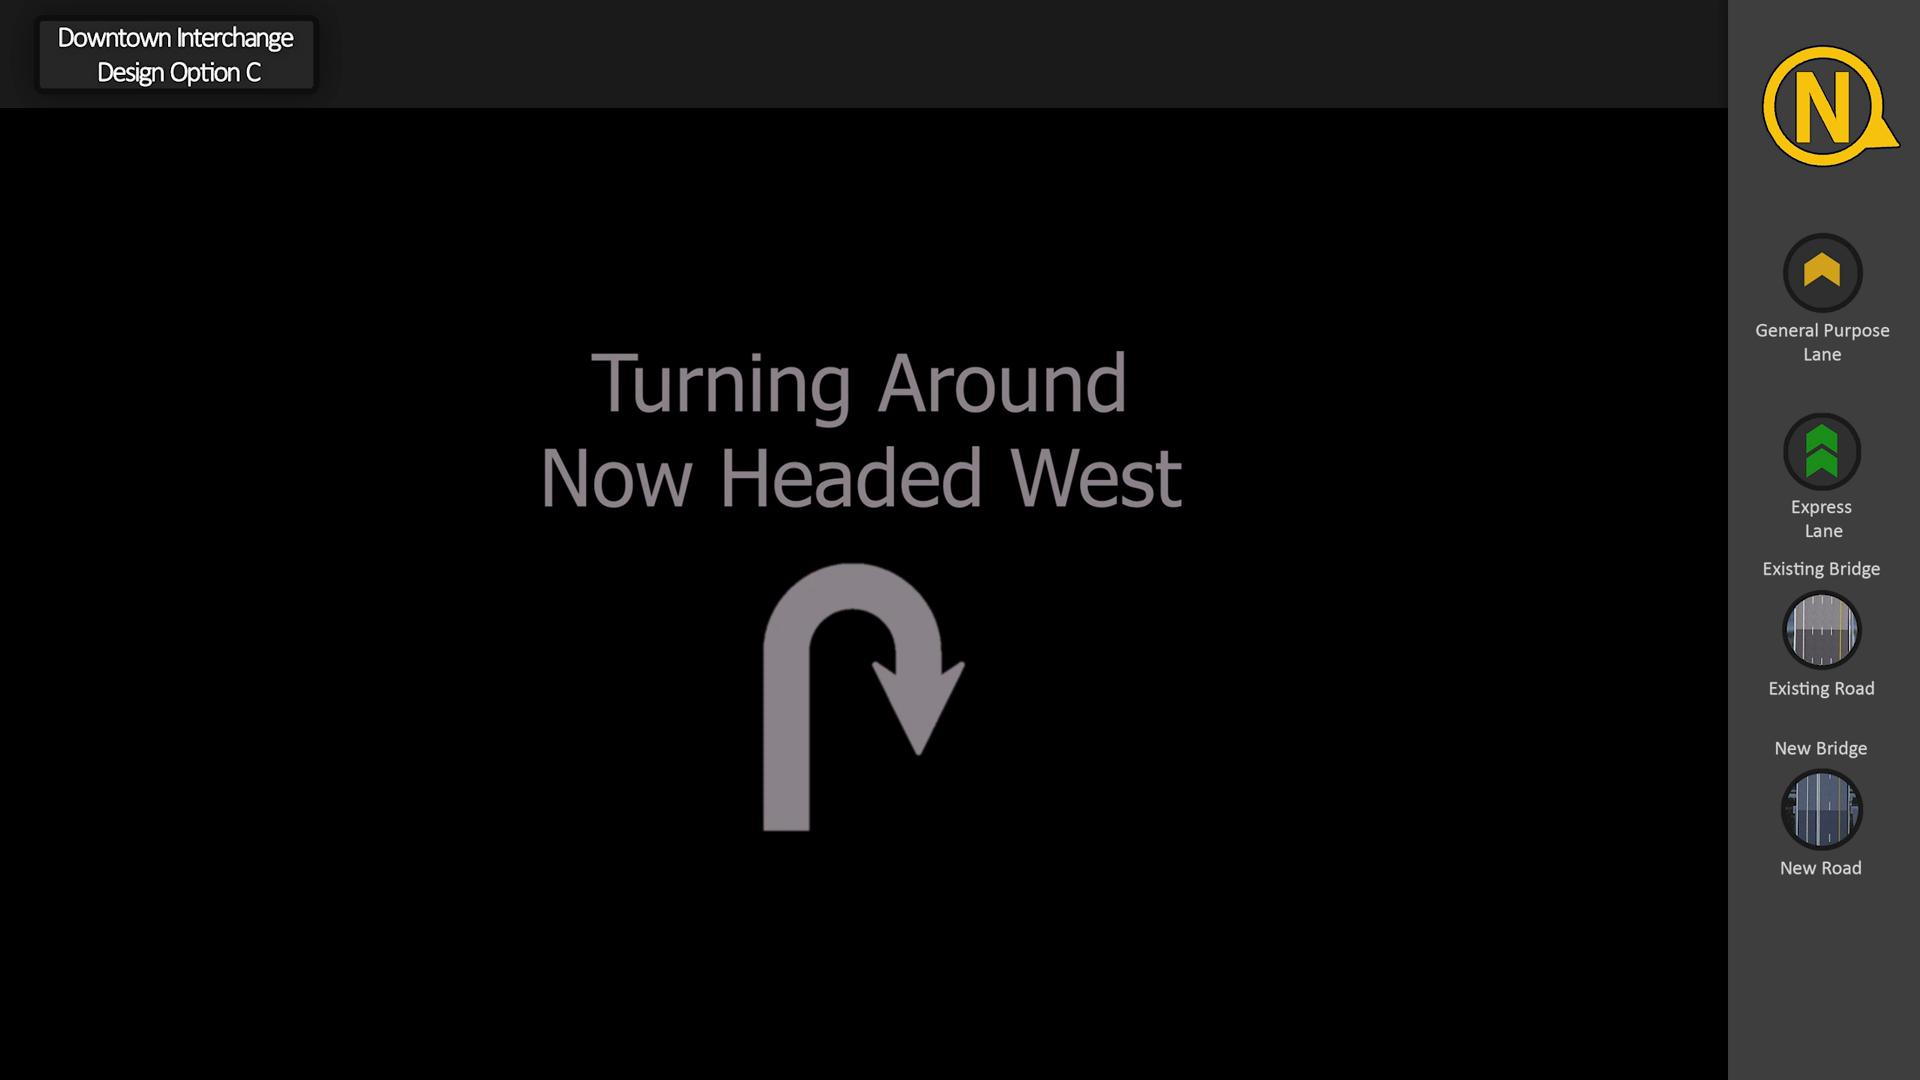 Downtown Interchange
Design Option C
N
Turning Around
Now Headed West
General Purpose
Lane
Express
Lane
Existing Bridge
Existing Road
New Bridge
New Road